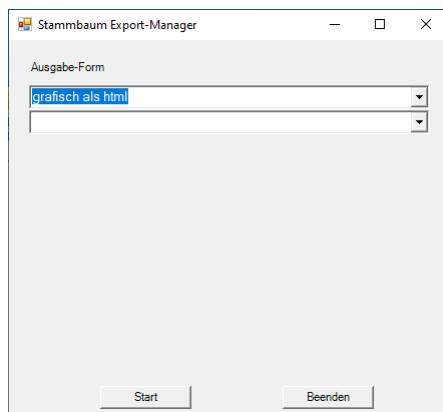 Stammbaum Export-Manager
Ausgabe-Form
grafisch als html
Start Beenden